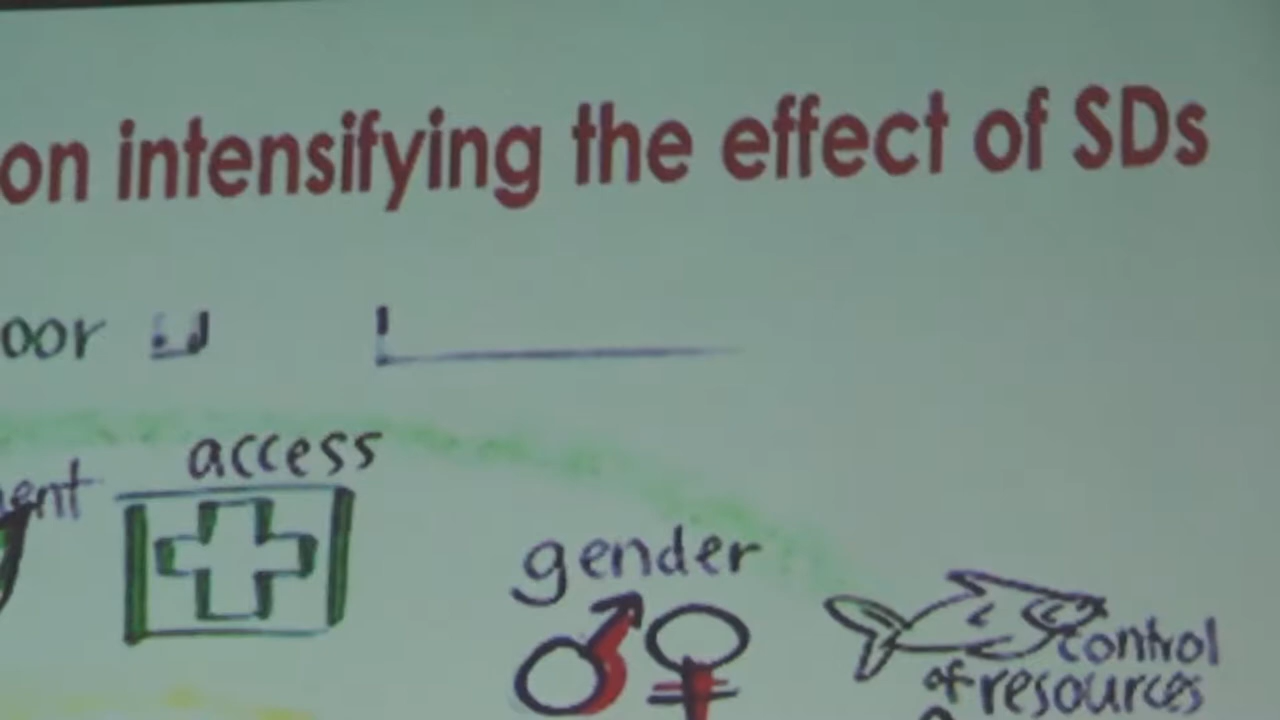 on intensifying the effect of SDs
oor
access
ent
gender
control
of resources